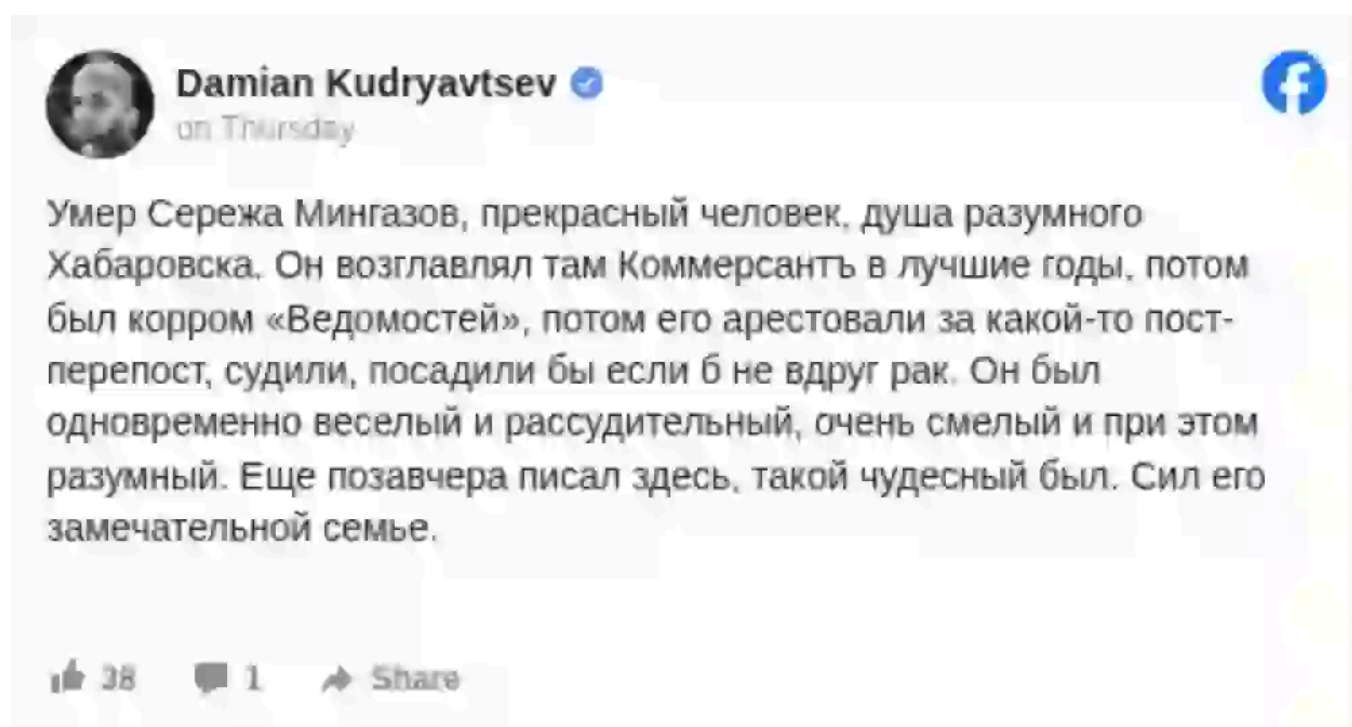 Damian Kudryavtsev
on Thursday
Умер Сережа Мингазов, прекрасный человек, душа разумного
Хабаровска. Он возглавлял там Коммерсантъ в лучшие годы, потом
был корром «Ведомостей», потом его арестовали за какой-то пост-
перепост, судили, посадили бы если б не вдруг рак. Он был
одновременно веселый и рассудительный, очень смелый и при этом
разумный. Еще позавчера писал здесь, такой чудесный был. Сил его
замечательной семье.
38 1 Share